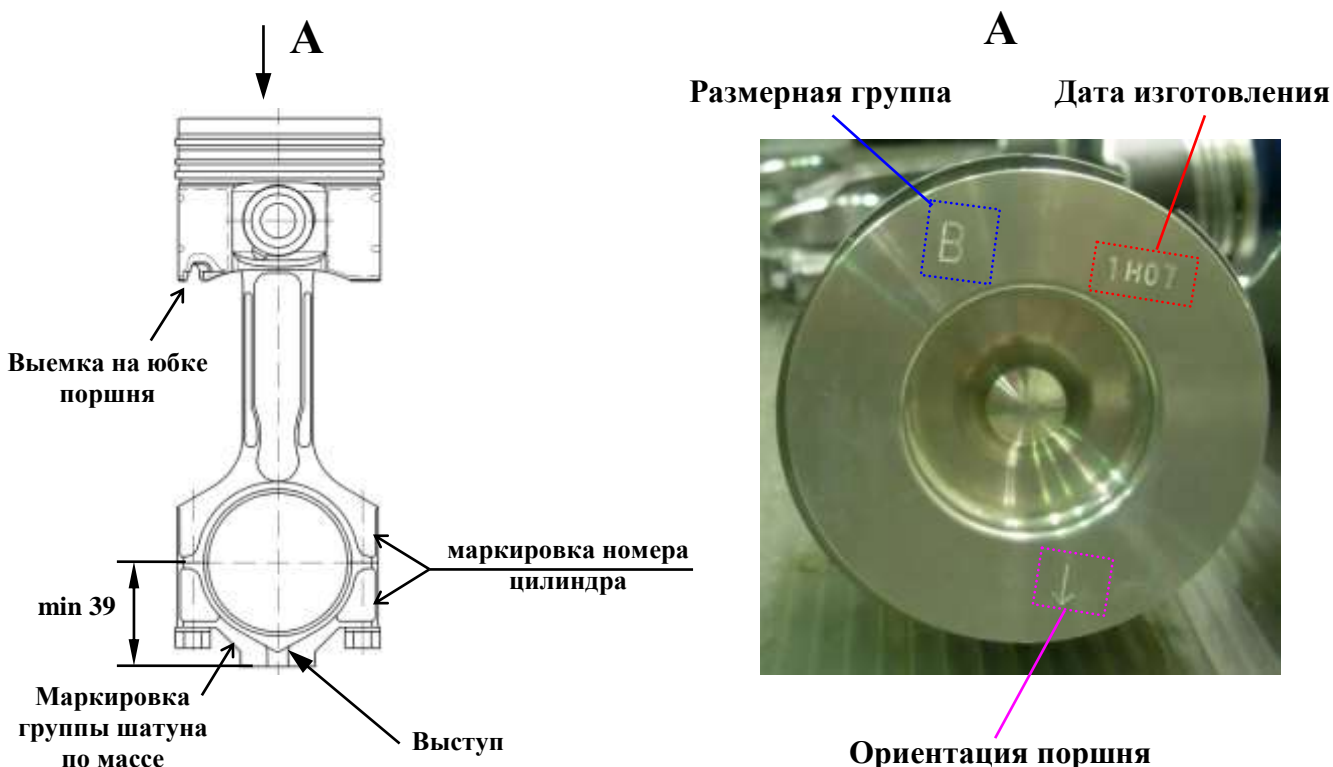 А
Выемка на юбке
поршня
маркировка номера
цилиндра
min 39
Маркировка
группы шатуна
по массе
Выступ
А
Размерная группа
Дата изготовления
B
1H07
Ориентация поршня